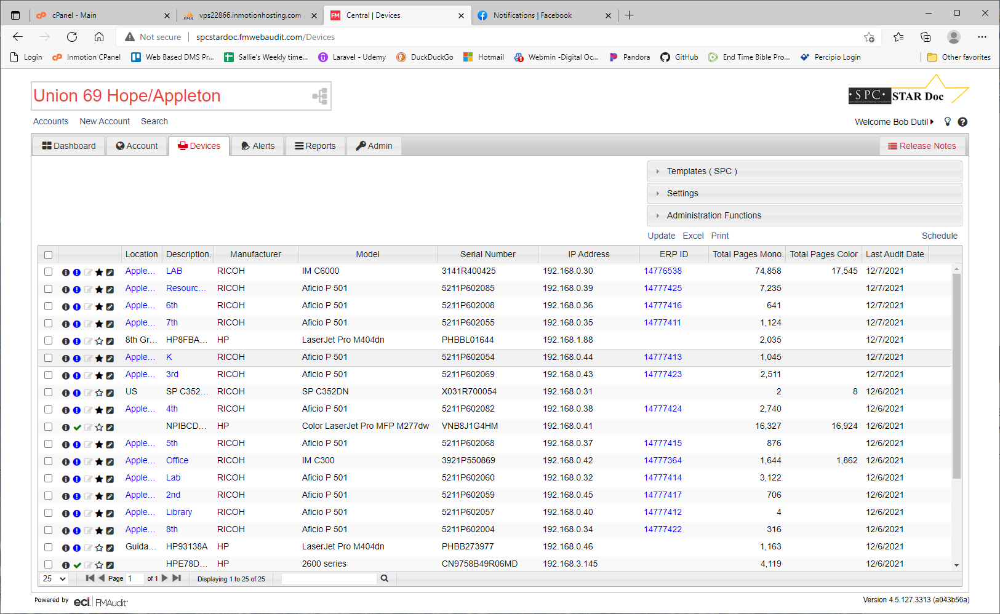 cPanel - Main
vps22866.inmotionhosting.com
Central | Devices
Notifications | Facebook
Not secure
spcstardoc.fmwebaudit.com/Devices
Login
Inmotion CPanel
Web Based DMS Pr...
Sallie's Weekly time...
Laravel - Udemy
DuckDuckGo
Hotmail
Webmin -Digital Oc...
Pandora
GitHub
End Time Bible Pro...
Percipio Login
Other favorites
Union 69 Hope/Appleton
· S P C · STAR Doc
Accounts New Account Search
Welcome Bob Dutil
Dashboard Account Devices Alerts Reports Admin Release Notes
Templates ( SPC )
Settings
Administration Functions
Update Excel Print Schedule
Location Description. Manufacturer Model Serial Number IP Address ERP ID Total Pages Mono. Total Pages Color Last Audit Date
Apple... LAB RICOH IM C6000 3141R400425 192.168.0.30 14776538 74,858 17,545 12/7/2021
Apple... Resourc... RICOH Aficio P 501 5211P602085 192.168.0.39 14777425 7,235 12/7/2021
Apple... 6th RICOH Aficio P 501 5211P602008 192.168.0.36 14777416 641 12/7/2021
Apple... 7th RICOH Aficio P 501 5211P602055 192.168.0.35 14777411 1,124 12/7/2021
8th Gr... HP8FBA... HP LaserJet Pro M404dn PHBBL01644 192.168.1.88 2,035 12/7/2021
Apple... K RICOH Aficio P 501 5211P602054 192.168.0.44 14777413 1,045 12/7/2021
Apple... 3rd RICOH Aficio P 501 5211P602069 192.168.0.43 14777423 2,511 12/7/2021
US SP C352... RICOH SP C352DN X031R700054 192.168.0.31 2 8 12/6/2021
Apple... 4th RICOH Aficio P 501 5211P602082 192.168.0.38 14777424 2,740 12/6/2021
NPIBCD... HP Color LaserJet Pro MFP M277dw VNB8J1G4HM 192.168.0.41 16,327 16,924 12/6/2021
Apple... 5th RICOH Aficio P 501 5211P602068 192.168.0.37 14777415 876 12/6/2021
Apple... Office RICOH IM C300 3921P550869 192.168.0.42 14777364 1,644 1,862 12/6/2021
Apple... Lab RICOH Aficio P 501 5211P602060 192.168.0.32 14777414 3,122 12/6/2021
Apple... 2nd RICOH Aficio P 501 5211P602059 192.168.0.45 14777417 706 12/6/2021
Apple... Library RICOH Aficio P 501 5211P602057 192.168.0.40 14777412 4 12/6/2021
Apple... 8th RICOH Aficio P 501 5211P602004 192.168.0.34 14777422 316 12/6/2021
Guida... HP93138A HP LaserJet Pro M404dn PHBB273977 192.168.0.46 1,163 12/6/2021
HPE78D... HP 2600 series CN9758B49R06MD 192.168.3.145 4,119 12/6/2021
25 Page 1 of 1 Displaying 1 to 25 of 25
Powered by eci FMAudit
Version 4.5.127.3313 (a043b56a)